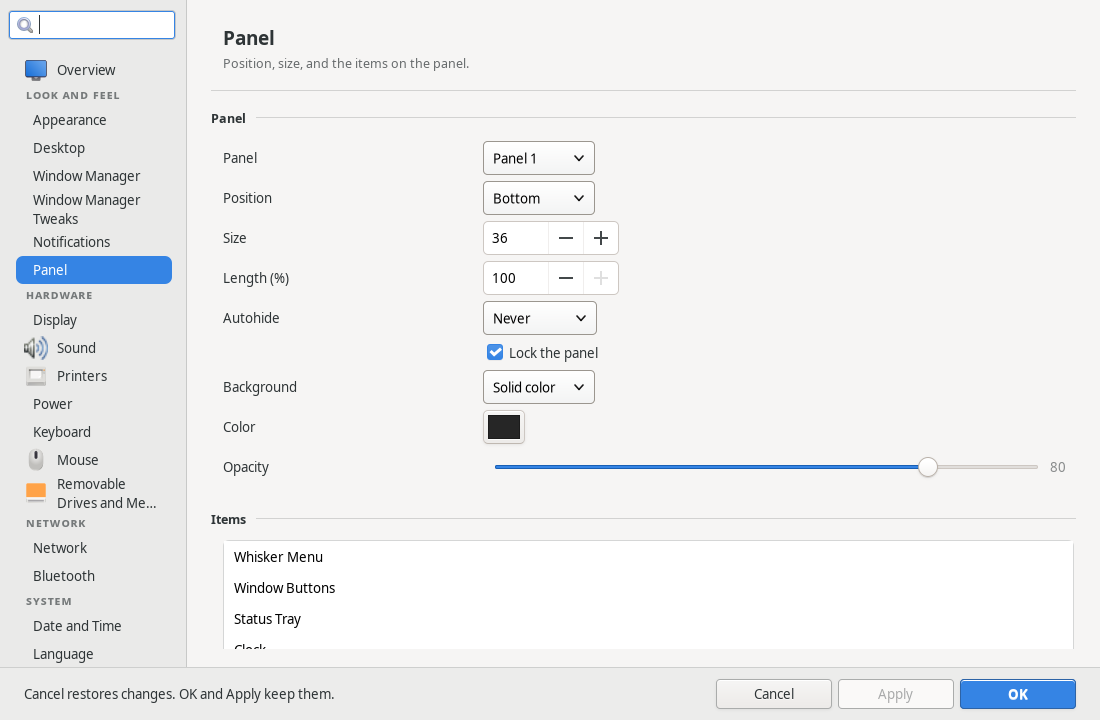 Overview
LOOK AND FEEL
Appearance
Desktop
Window Manager
Window Manager
Tweaks
Notifications
Panel
HARDWARE
Display
Sound
Printers
Power
Keyboard
Mouse
Removable
Drives and Me...
NETWORK
Network
Bluetooth
SYSTEM
Date and Time
Language
Panel
Position, size, and the items on the panel.
Panel
Panel Panel 1
Position Bottom
Size 36
Length (%) 100
Autohide Never
Lock the panel
Background Solid color
Color
Opacity 80
Items
Whisker Menu
Window Buttons
Status Tray
Clock
Cancel restores changes. OK and Apply keep them.
Cancel Apply OK